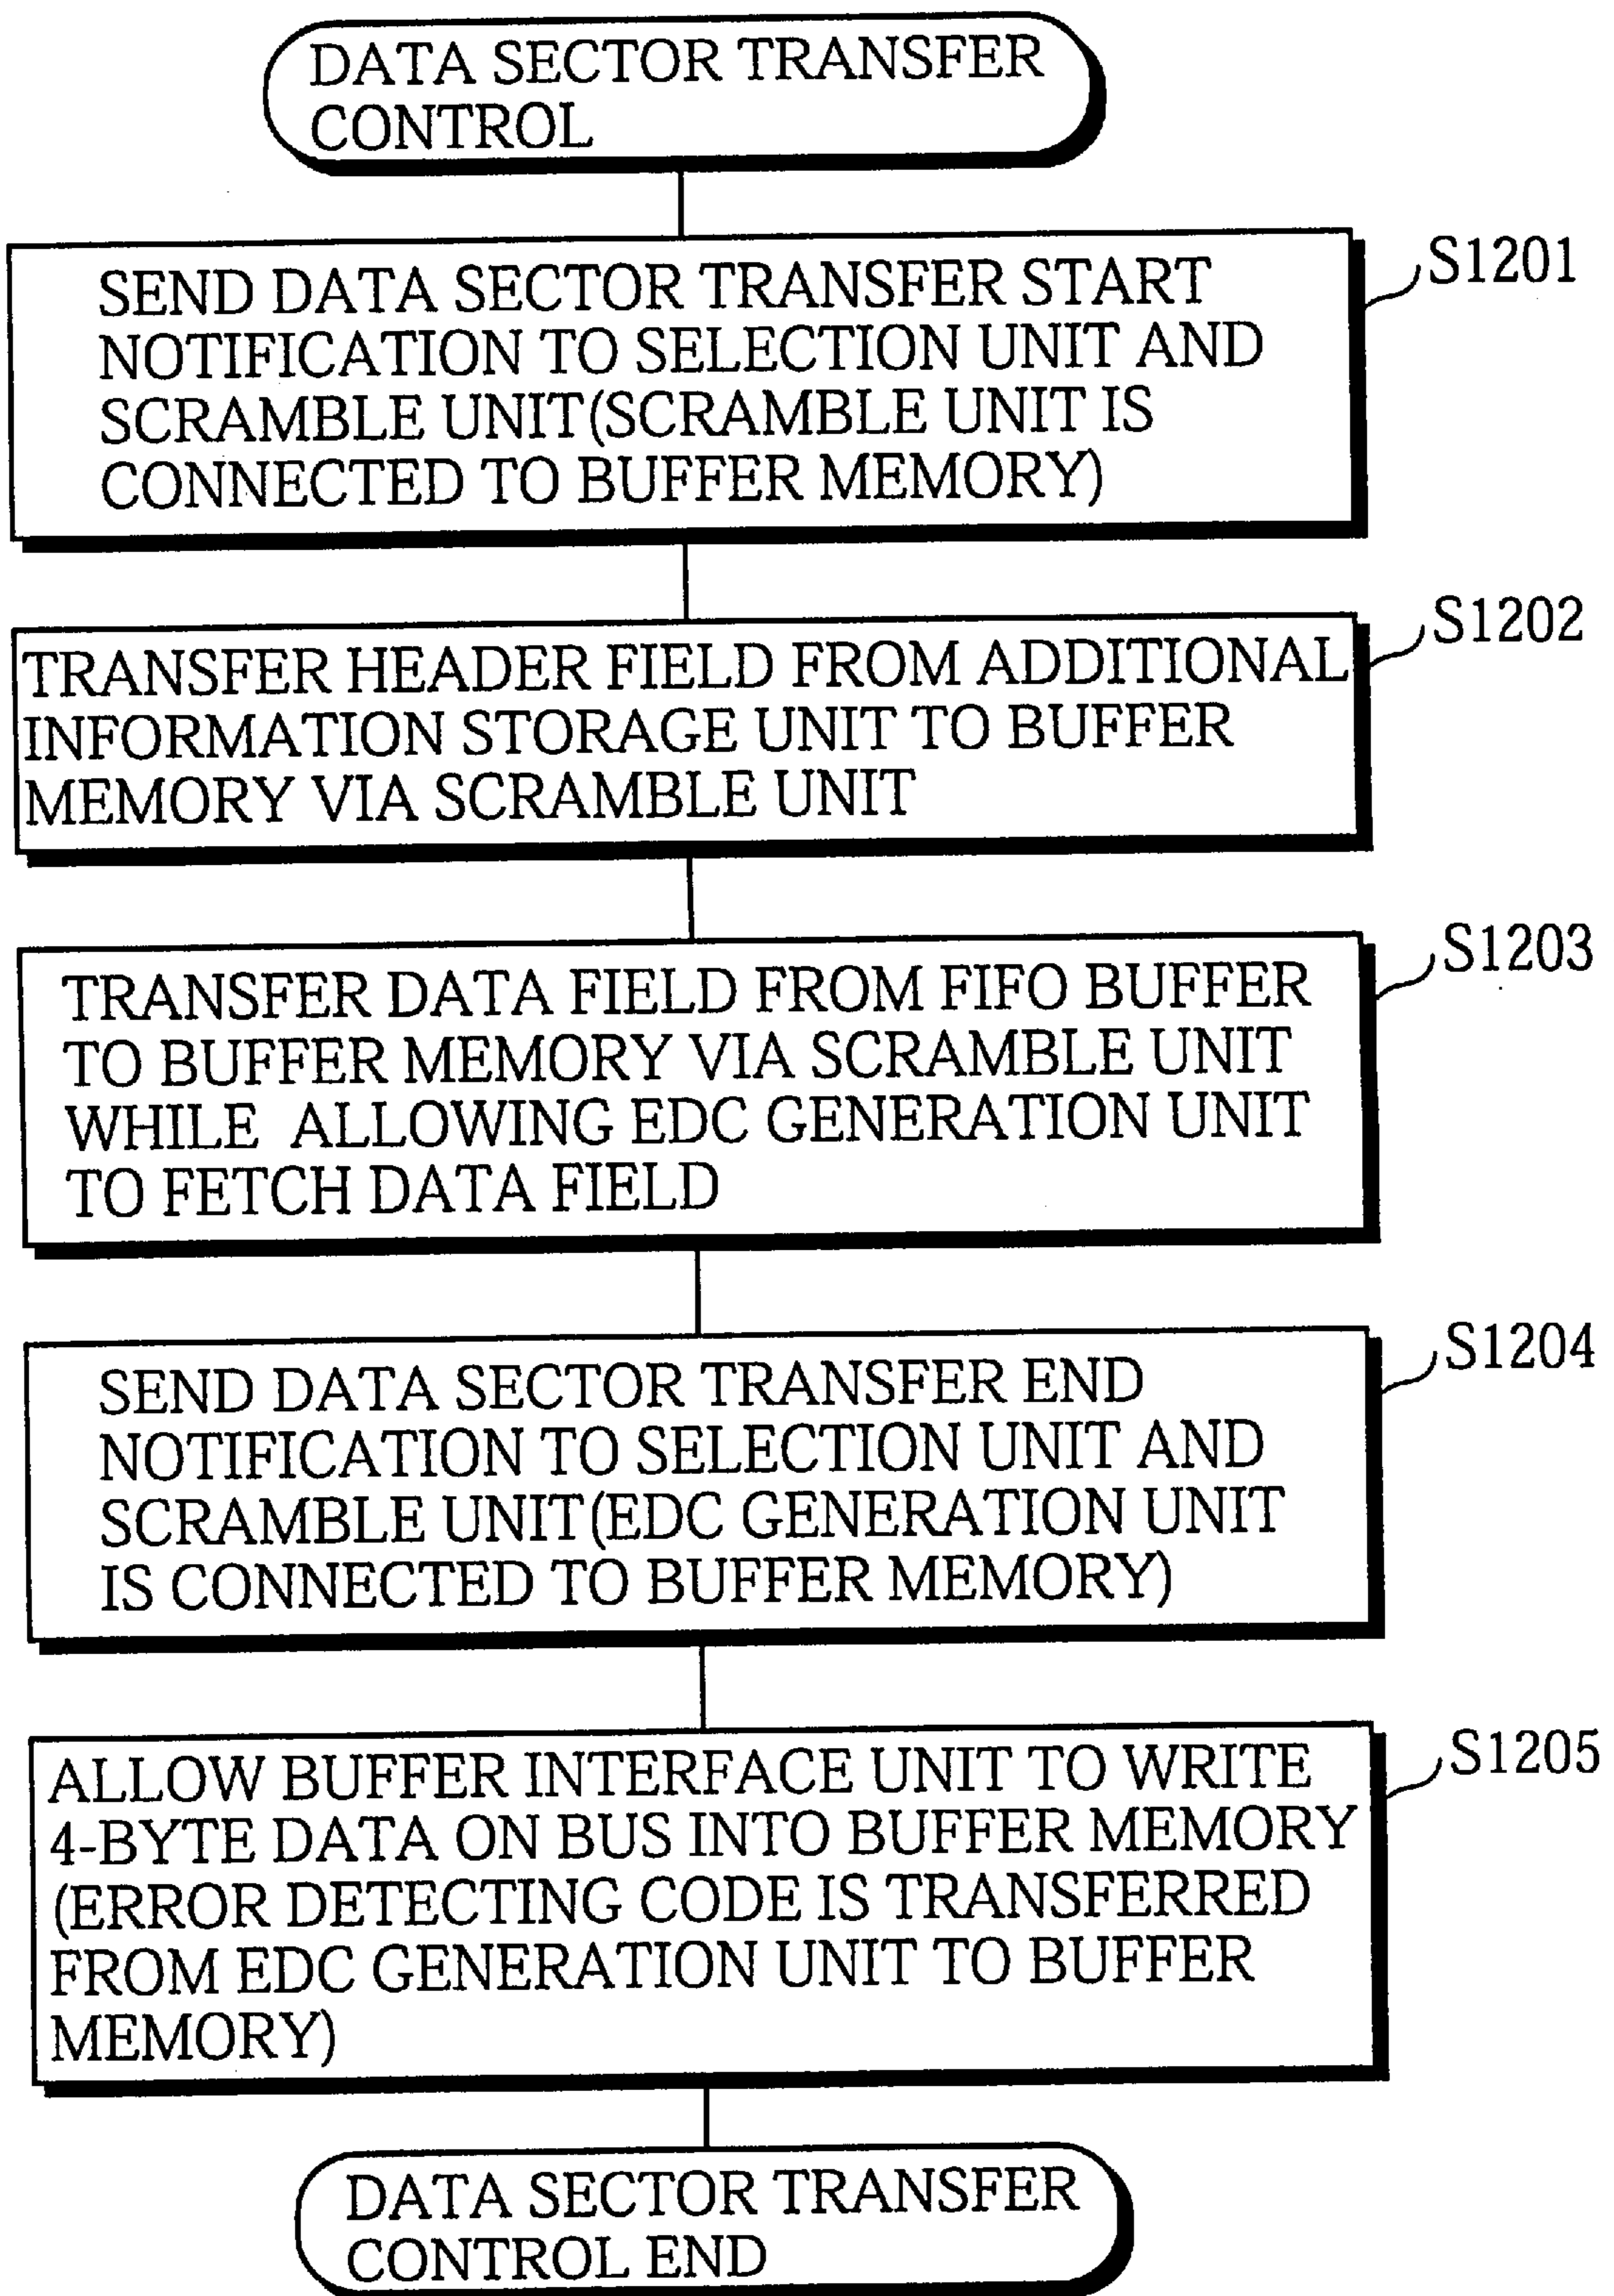 DATA SECTOR TRANSFER
CONTROL
SEND DATA SECTOR TRANSFER START
NOTIFICATION TO SELECTION UNIT AND
SCRAMBLE UNIT(SCRAMBLE UNIT IS
CONNECTED TO BUFFER MEMORY)
S1201
TRANSFER HEADER FIELD FROM ADDITIONAL
INFORMATION STORAGE UNIT TO BUFFER
MEMORY VIA SCRAMBLE UNIT
S1202
TRANSFER DATA FIELD FROM FIFO BUFFER
TO BUFFER MEMORY VIA SCRAMBLE UNIT
WHILE ALLOWING EDC GENERATION UNIT
TO FETCH DATA FIELD
S1203
SEND DATA SECTOR TRANSFER END
NOTIFICATION TO SELECTION UNIT AND
SCRAMBLE UNIT(EDC GENERATION UNIT
IS CONNECTED TO BUFFER MEMORY)
S1204
ALLOW BUFFER INTERFACE UNIT TO WRITE
4-BYTE DATA ON BUS INTO BUFFER MEMORY
(ERROR DETECTING CODE IS TRANSFERRED
FROM EDC GENERATION UNIT TO BUFFER
MEMORY)
S1205
DATA SECTOR TRANSFER
CONTROL END